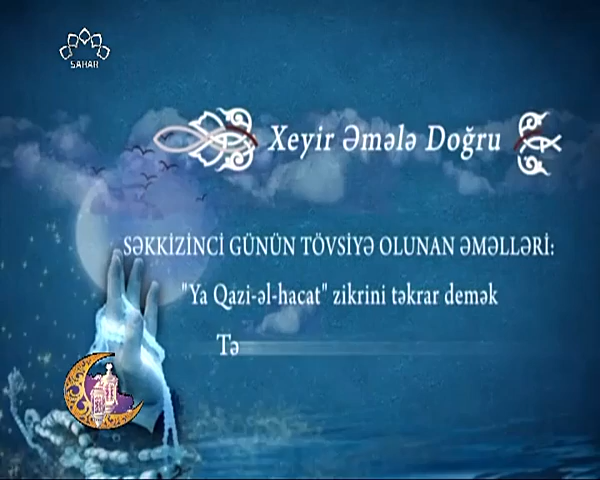 SAHAR
Xeyir Əmələ Doğru
SƏKKİZİNCİ GÜNÜN TÖVSİYƏ OLUNAN ƏMƏLLƏRİ:
"Ya Qazi-əl-hacat" zikrini təkrar demək
Tə